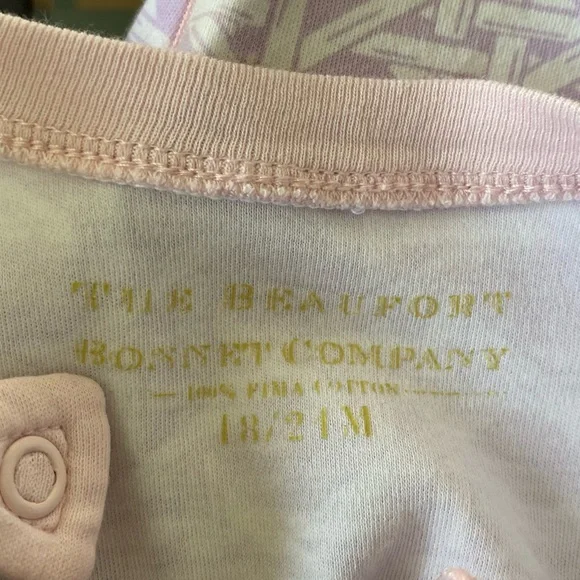 THE BEAUFORT
BONNET COMPANY
100% PIMA COTTON
18/24M